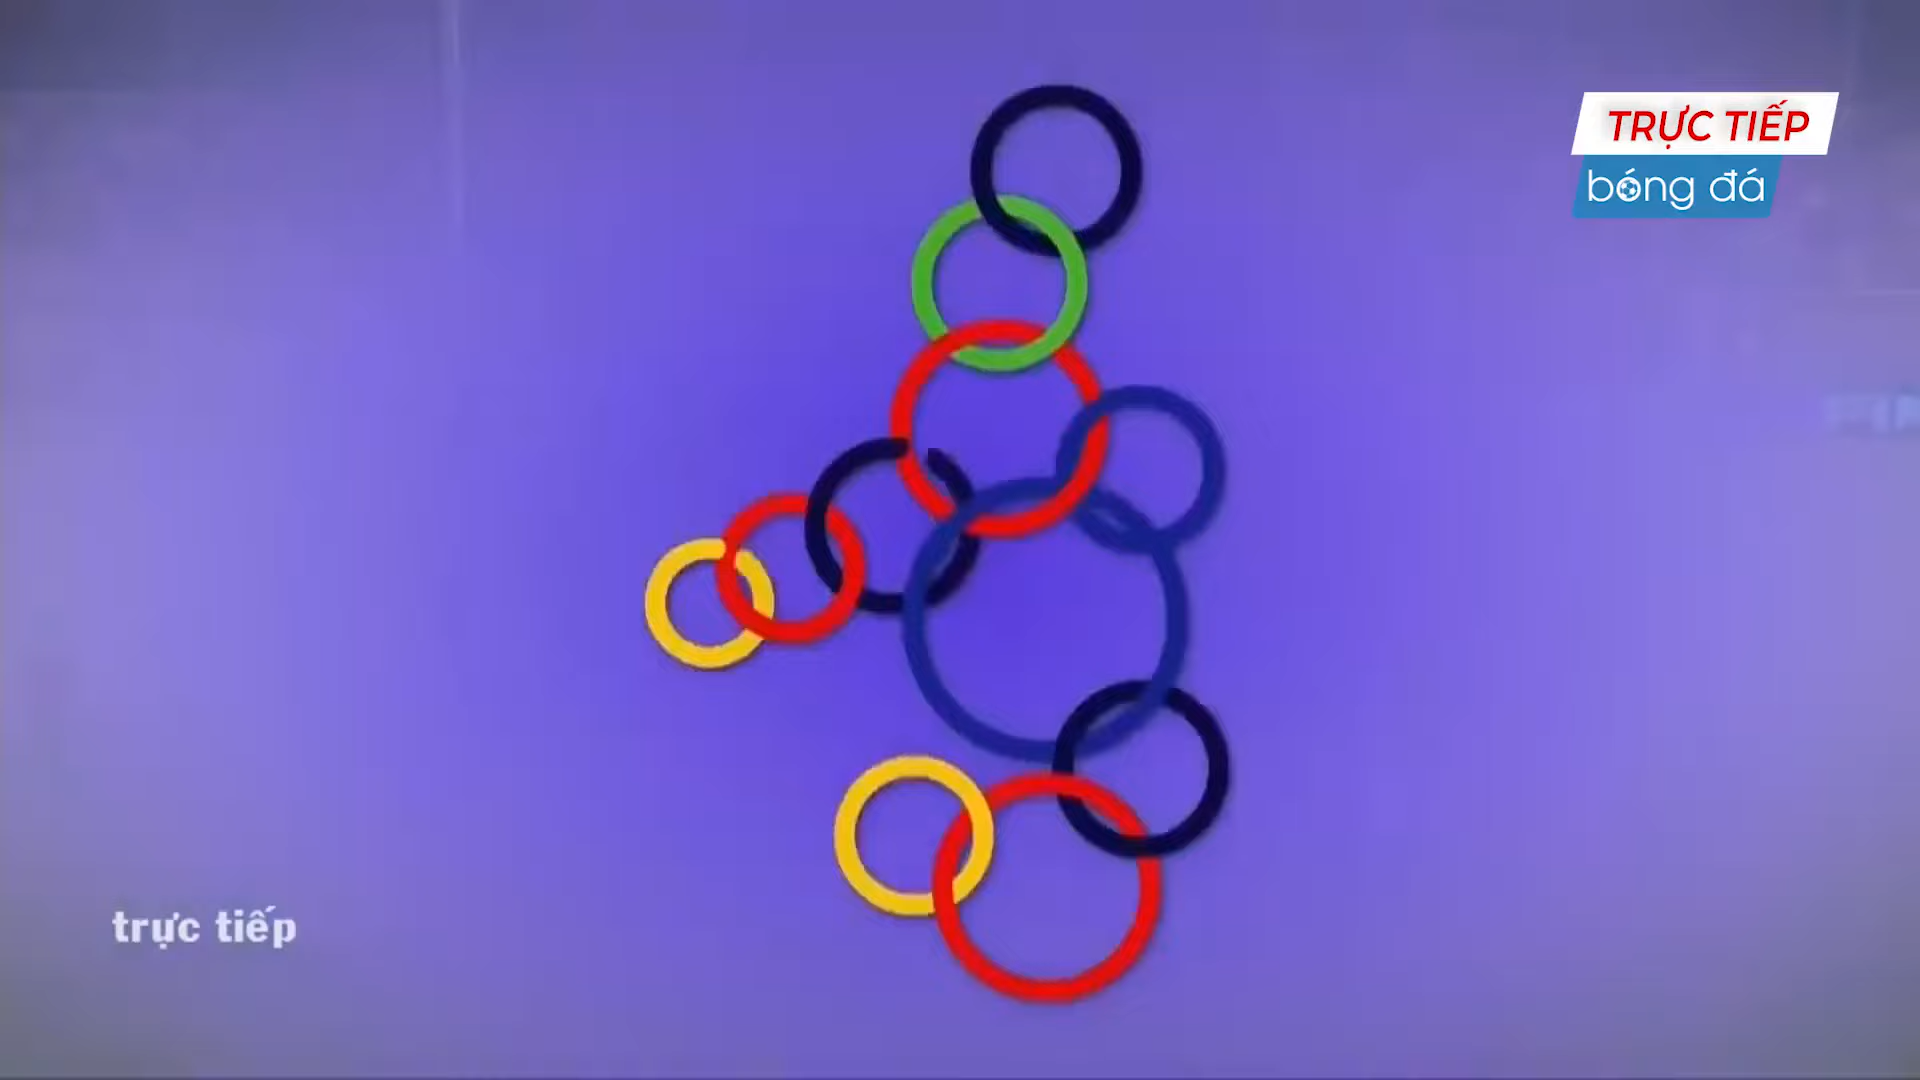 TRỰC TIẾP
bóng đá
trực tiếp